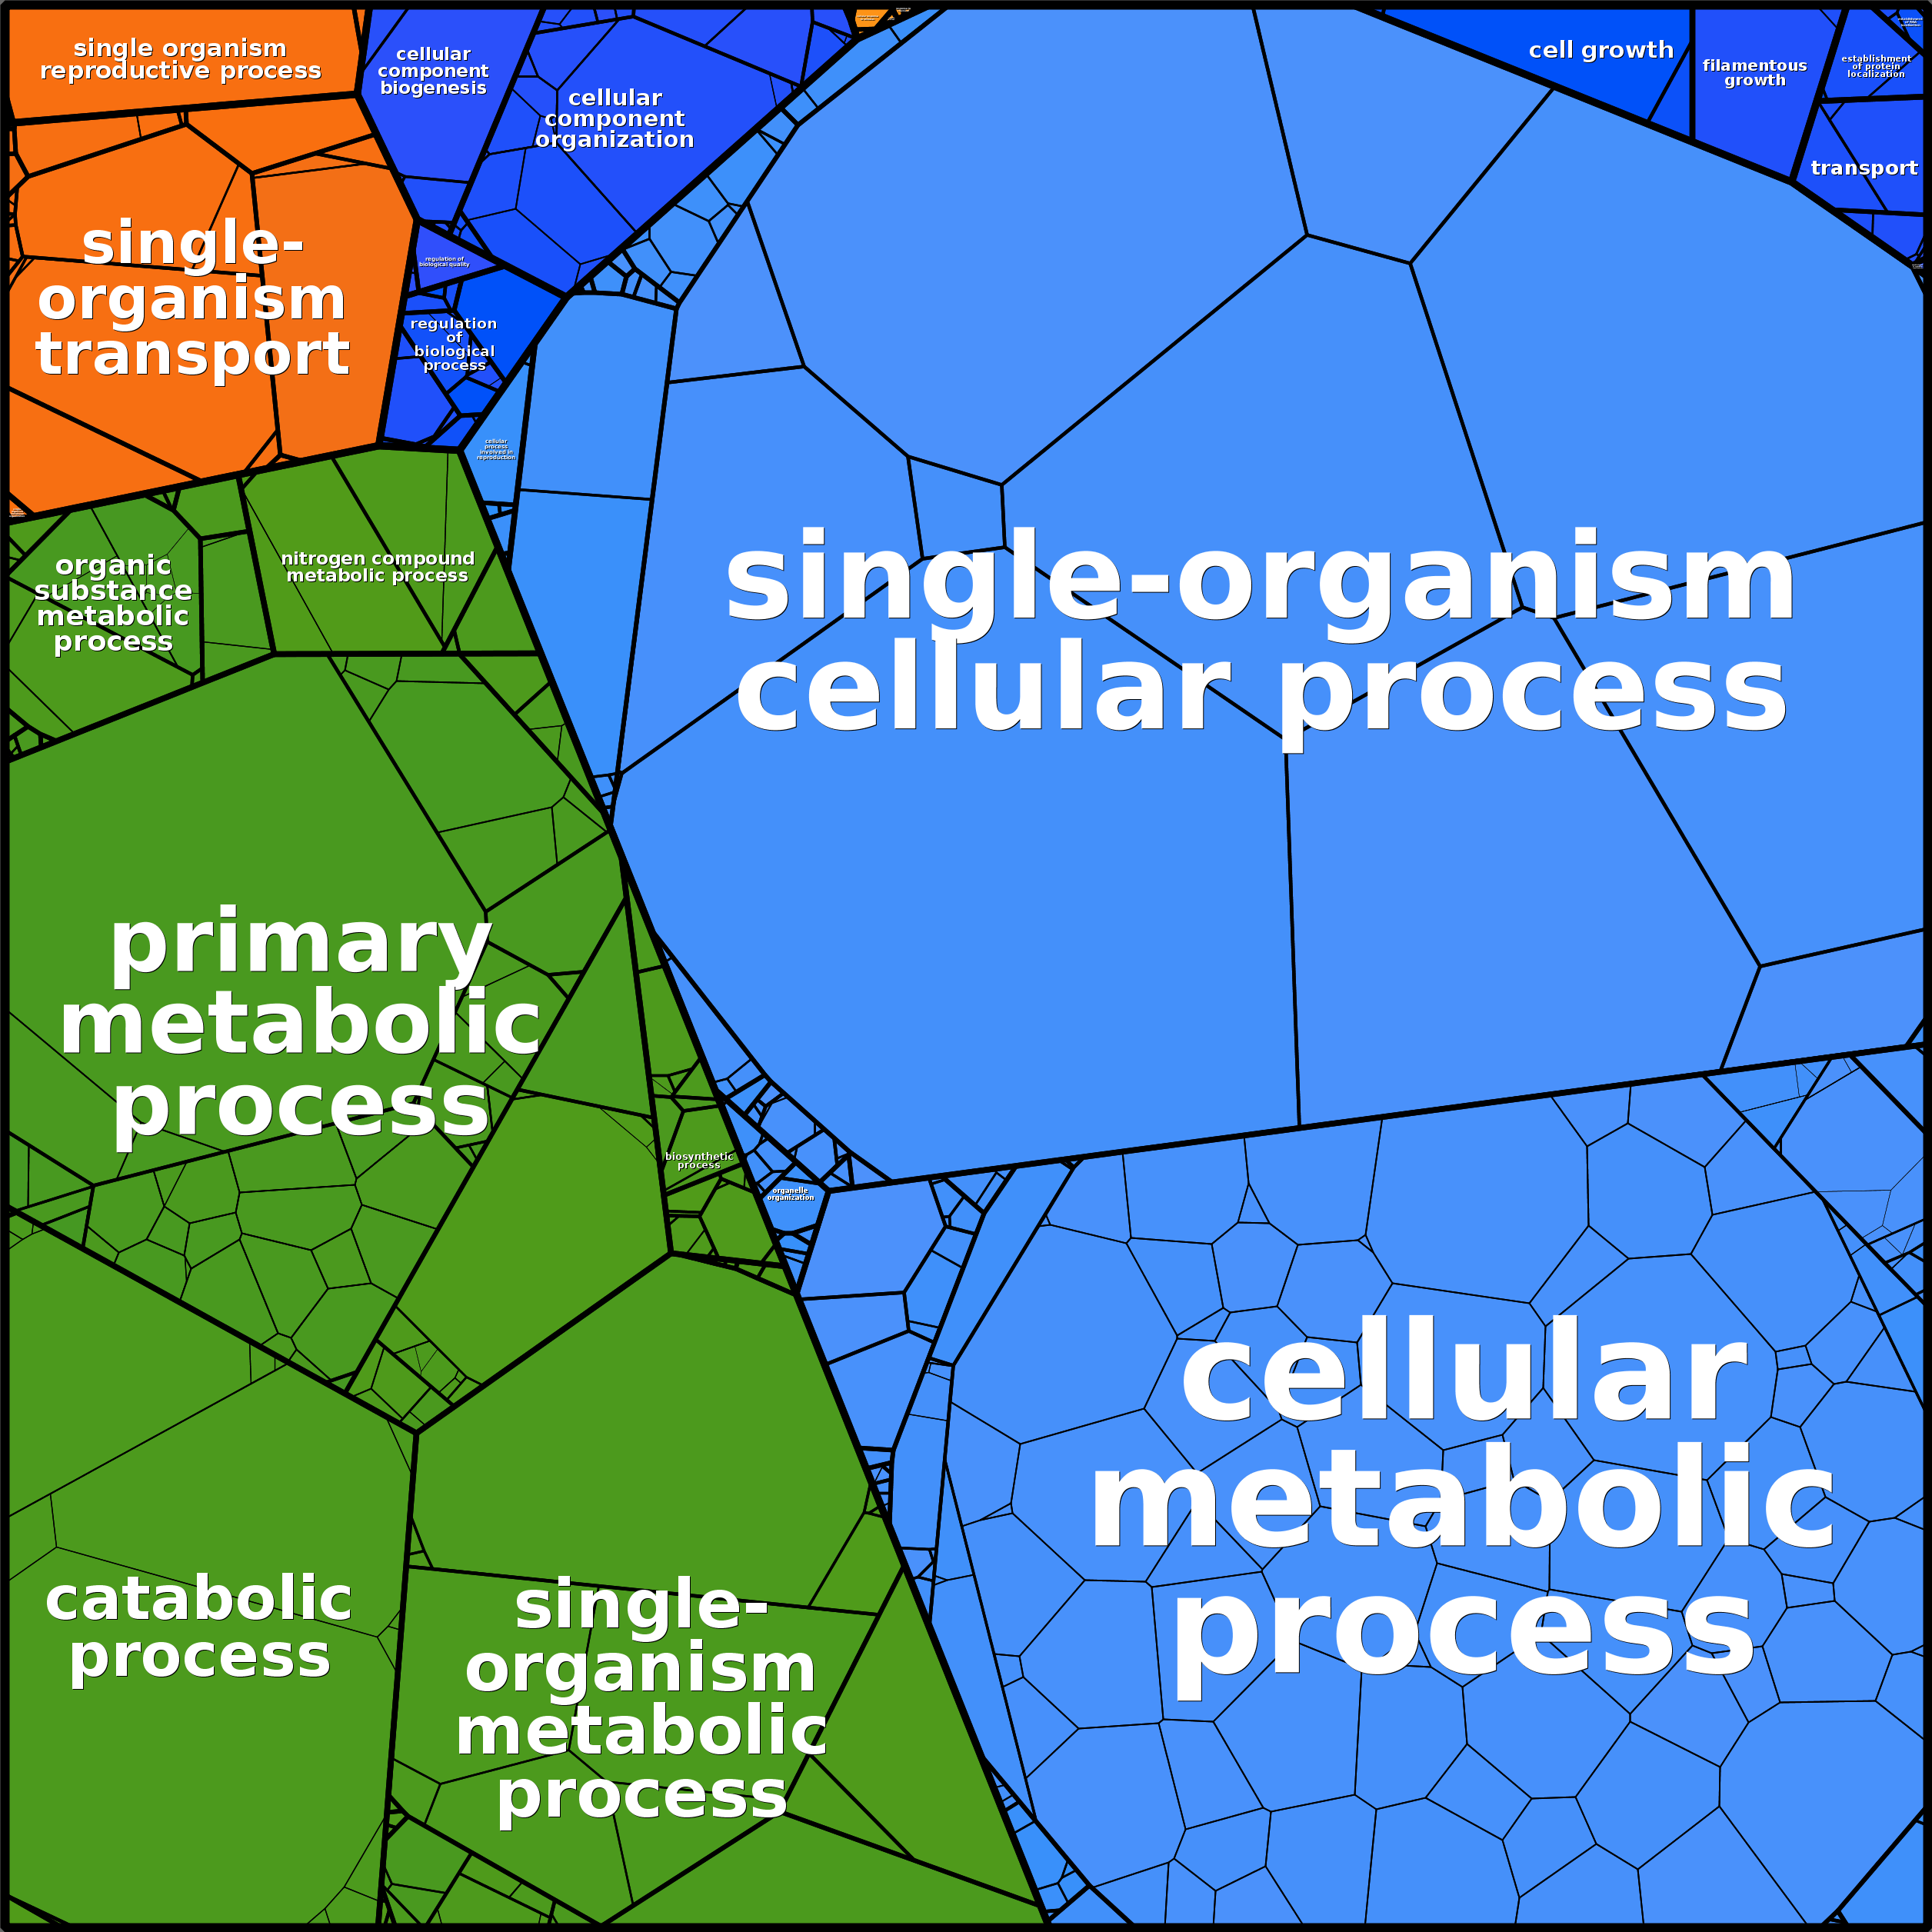 single organism
reproductive process
cellular
component
biogenesis
cellular
component
organization
cell growth
filamentous
growth
establishment
of protein
localization
transport
single-
organism
transport
regulation of
biological quality
regulation
of
biological
process
cellular
process
involved in
reproduction
organic
substance
metabolic
process
nitrogen compound
metabolic process
single-organism
cellular process
primary
metabolic
process
biosynthetic
process
organelle
organization
cellular
metabolic
process
catabolic
process
single-
organism
metabolic
process